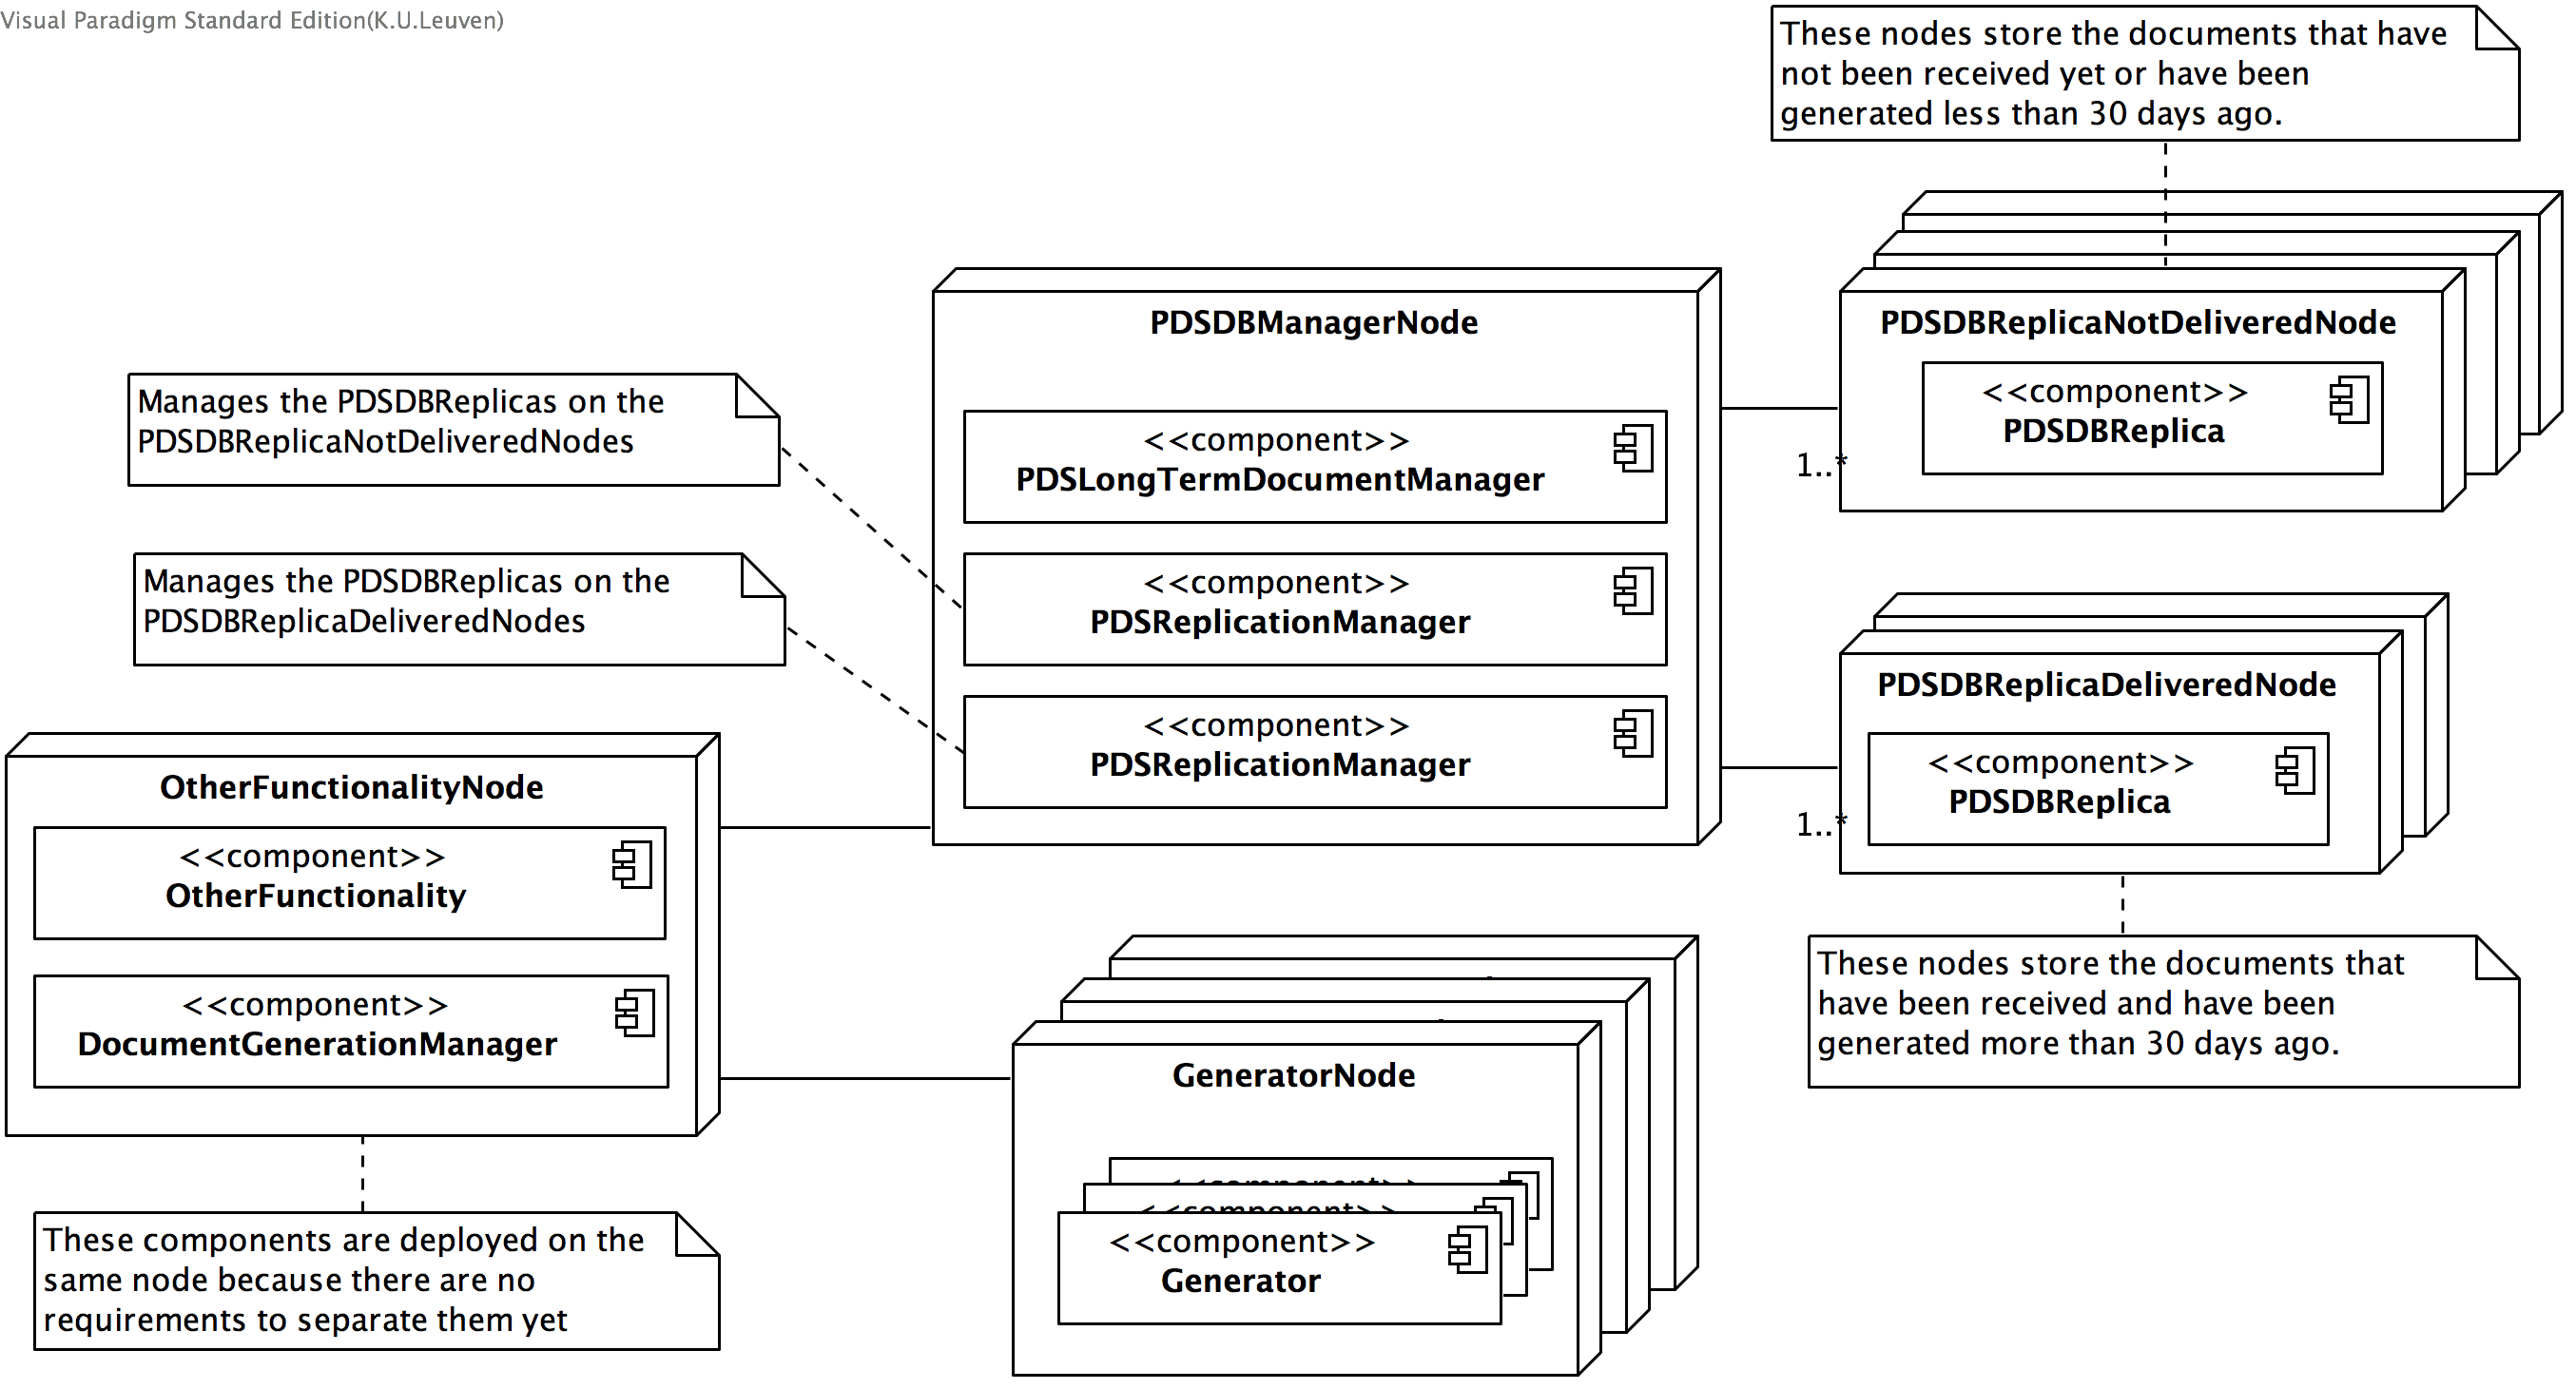 Visual Paradigm Standard Edition(K.U.Leuven)
These nodes store the documents that have
not been received yet or have been
generated less than 30 days ago.
PDSDBManagerNode
<<component>>
PDSLongTermDocumentManager
<<component>>
PDSReplicationManager
<<component>>
PDSReplicationManager
PDSDBReplicaNotDeliveredNode
<<component>>
PDSDBReplica
1..*
Manages the PDSDBReplicas on the
PDSDBReplicaNotDeliveredNodes
Manages the PDSDBReplicas on the
PDSDBReplicaDeliveredNodes
PDSDBReplicaDeliveredNode
<<component>>
PDSDBReplica
1..*
OtherFunctionalityNode
<<component>>
OtherFunctionality
<<component>>
DocumentGenerationManager
These nodes store the documents that
have been received and have been
generated more than 30 days ago.
GeneratorNode
<<component>>
<<component>>
<<component>>
Generator
These components are deployed on the
same node because there are no
requirements to separate them yet